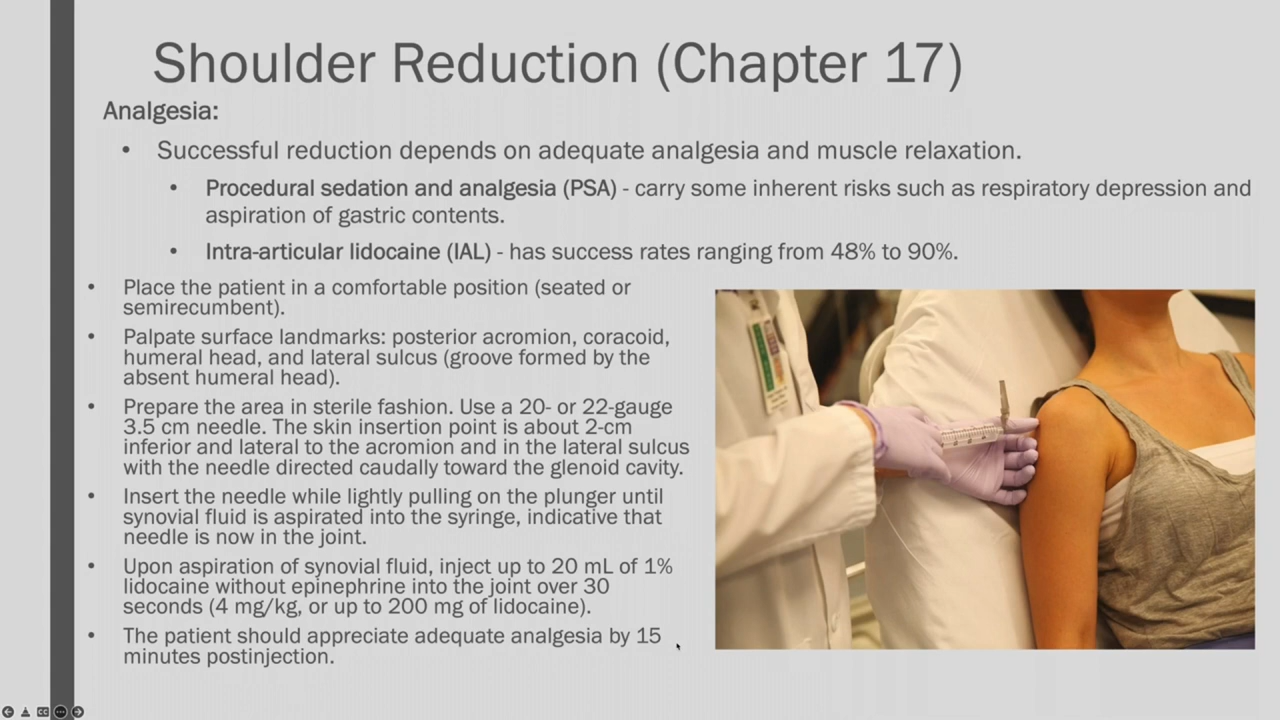 Shoulder Reduction (Chapter 17)
Analgesia:
• Successful reduction depends on adequate analgesia and muscle relaxation.
• Procedural sedation and analgesia (PSA) - carry some inherent risks such as respiratory depression and
aspiration of gastric contents.
• Intra-articular lidocaine (IAL) - has success rates ranging from 48% to 90%.
• Place the patient in a comfortable position (seated or
semirecumbent).
• Palpate surface landmarks: posterior acromion, coracoid,
humeral head, and lateral sulcus (groove formed by the
absent humeral head).
• Prepare the area in sterile fashion. Use a 20- or 22-gauge
3.5 cm needle. The skin insertion point is about 2-cm
inferior and lateral to the acromion and in the lateral sulcus
with the needle directed caudally toward the glenoid cavity.
• Insert the needle while lightly pulling on the plunger until
synovial fluid is aspirated into the syringe, indicative that
needle is now in the joint.
• Upon aspiration of synovial fluid, inject up to 20 mL of 1%
lidocaine without epinephrine into the joint over 30
seconds (4 mg/kg, or up to 200 mg of lidocaine).
• The patient should appreciate adequate analgesia by 15
minutes postinjection.